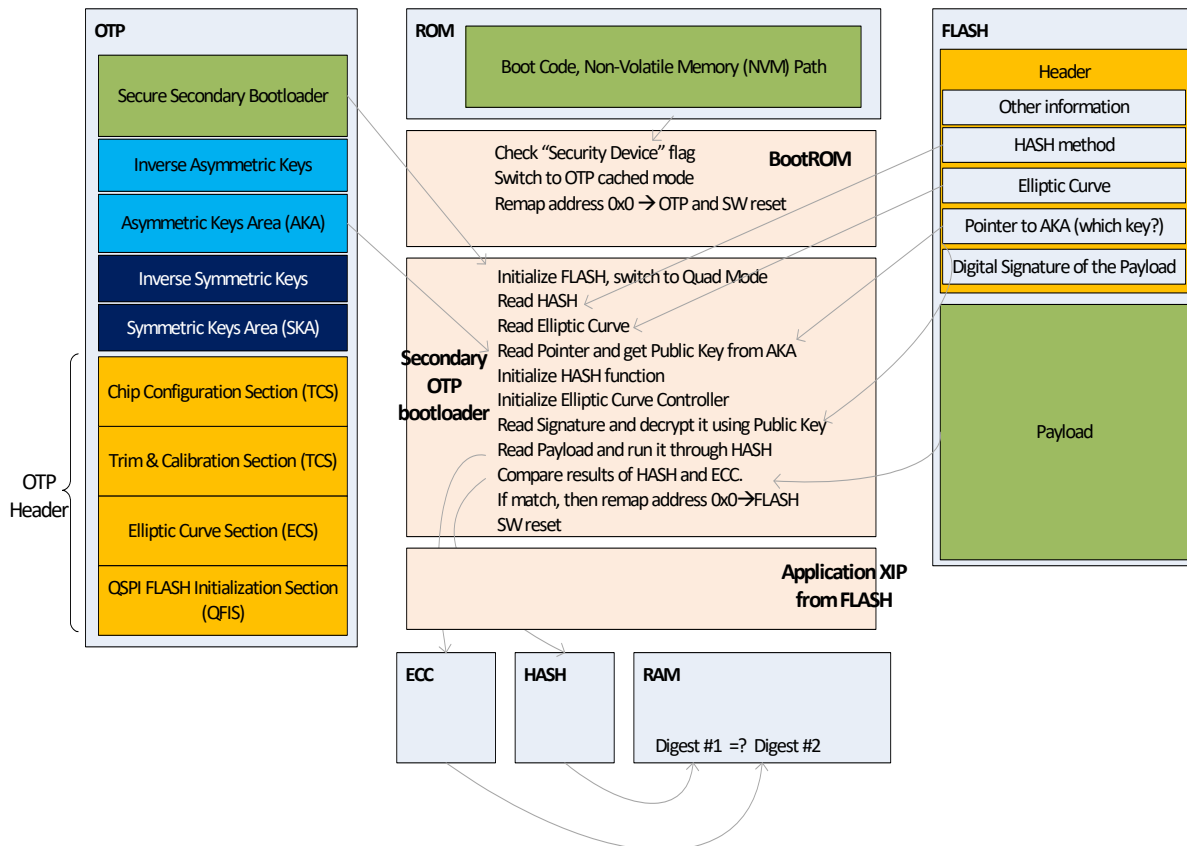 OTP
Secure Secondary Bootloader
Inverse Asymmetric Keys
Asymmetric Keys Area (AKA)
Inverse Symmetric Keys
Symmetric Keys Area (SKA)
Chip Configuration Section (TCS)
Trim & Calibration Section (TCS)
Elliptic Curve Section (ECS)
QSPI FLASH Initialization Section
(QFIS)
OTP
Header
ROM
Boot Code, Non-Volatile Memory (NVM) Path
BootROM
Check “Security Device” flag
Switch to OTP cached mode
Remap address 0x0 → OTP and SW reset
Secondary
OTP
bootloader
Initialize FLASH, switch to Quad Mode
Read HASH
Read Elliptic Curve
Read Pointer and get Public Key from AKA
Initialize HASH function
Initialize Elliptic Curve Controller
Read Signature and decrypt it using Public Key
Read Payload and run it through HASH
Compare results of HASH and ECC.
If match, then remap address 0x0→FLASH
SW reset
Application XIP
from FLASH
ECC
HASH
RAM
Digest #1 =? Digest #2
FLASH
Header
Other information
HASH method
Elliptic Curve
Pointer to AKA (which key?)
Digital Signature of the Payload
Payload